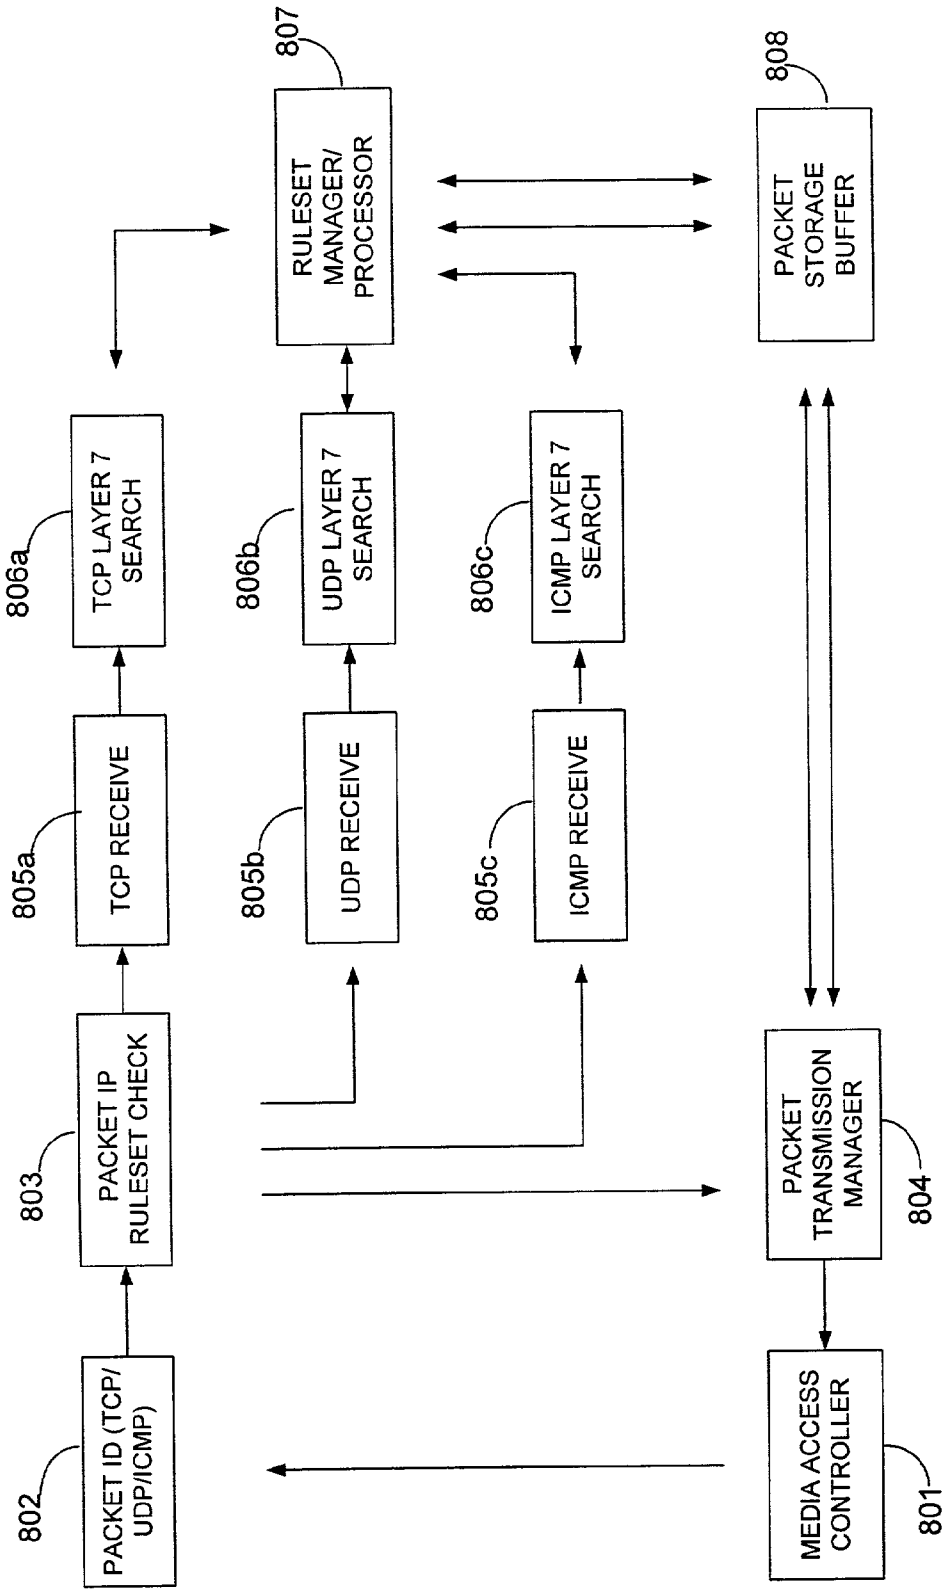 802
PACKET ID (TCP/
UDP/ICMP)
803
PACKET IP
RULESET CHECK
805a
TCP RECEIVE
806a
TCP LAYER 7
SEARCH
805b
UDP RECEIVE
806b
UDP LAYER 7
SEARCH
807
RULESET
MANAGER/
PROCESSOR
805c
ICMP RECEIVE
806c
ICMP LAYER 7
SEARCH
MEDIA ACCESS
CONTROLLER
801
PACKET
TRANSMISSION
MANAGER
804
808
PACKET
STORAGE
BUFFER